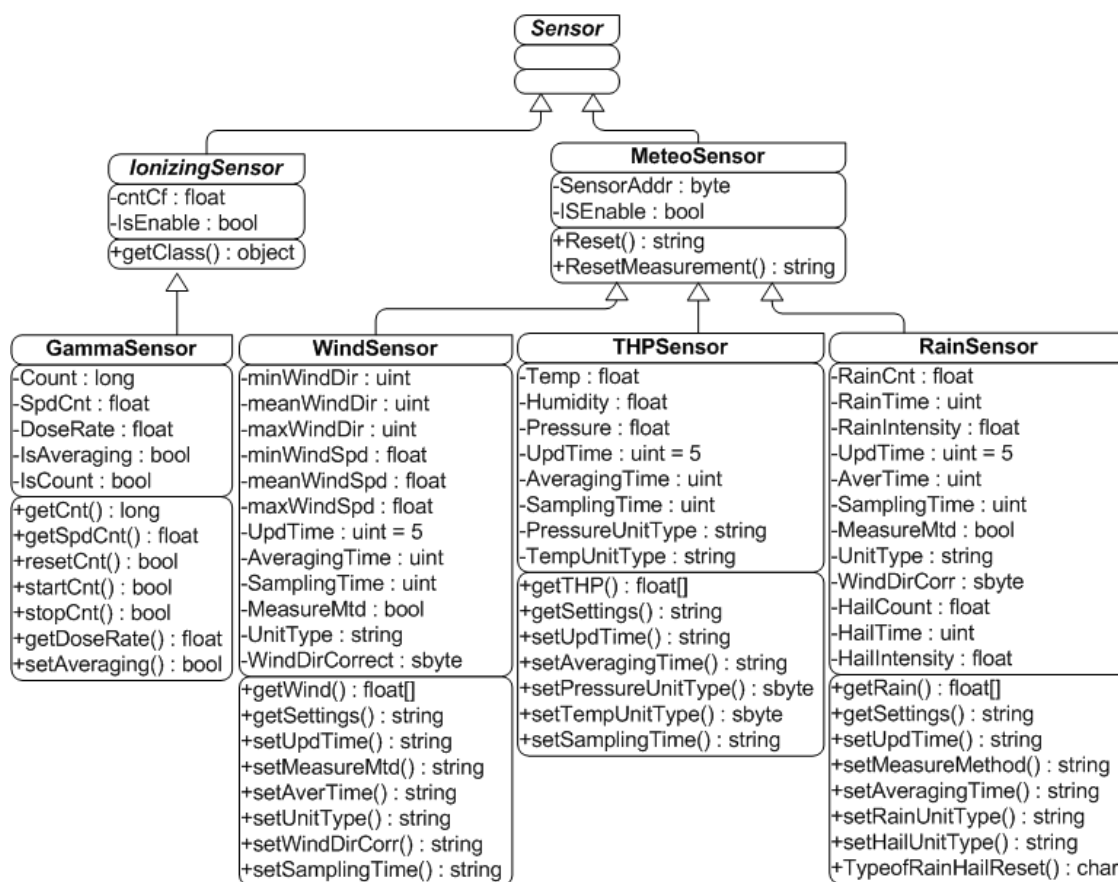 Sensor
IonizingSensor
-cntCf : float
-IsEnable : bool
+getClass() : object
MeteoSensor
-SensorAddr : byte
-ISEnable : bool
+Reset() : string
+ResetMeasurement() : string
GammaSensor
-Count : long
-SpdCnt : float
-DoseRate : float
-IsAveraging : bool
-IsCount : bool
+getCnt() : long
+getSpdCnt() : float
+resetCnt() : bool
+startCnt() : bool
+stopCnt() : bool
+getDoseRate() : float
+setAveraging() : bool
WindSensor
-minWindDir : uint
-meanWindDir : uint
-maxWindDir : uint
-minWindSpd : float
-meanWindSpd : float
-maxWindSpd : float
-UpdTime : uint = 5
-AveragingTime : uint
-SamplingTime : uint
-MeasureMtd : bool
-UnitType : string
-WindDirCorrect : sbyte
+getWind() : float[]
+getSettings() : string
+setUpdTime() : string
+setMeasureMtd() : string
+setAverTime() : string
+setUnitType() : string
+setWindDirCorr() : string
+setSamplingTime() : string
THPSensor
-Temp : float
-Humidity : float
-Pressure : float
-UpdTime : uint = 5
-AveragingTime : uint
-SamplingTime : uint
-PressureUnitType : string
-TempUnitType : string
+getTHP() : float[]
+getSettings() : string
+setUpdTime() : string
+setAveragingTime() : string
+setPressureUnitType() : sbyte
+setTempUnitType() : sbyte
+setSamplingTime() : string
RainSensor
-RainCnt : float
-RainTime : uint
-RainIntensity : float
-UpdTime : uint = 5
-AverTime : uint
-SamplingTime : uint
-MeasureMtd : bool
-UnitType : string
-WindDirCorr : sbyte
-HailCount : float
-HailTime : uint
-HailIntensity : float
+getRain() : float[]
+getSettings() : string
+setUpdTime() : string
+setMeasureMethod() : string
+setAveragingTime() : string
+setRainUnitType() : string
+setHailUnitType() : string
+TypeofRainHailReset() : char